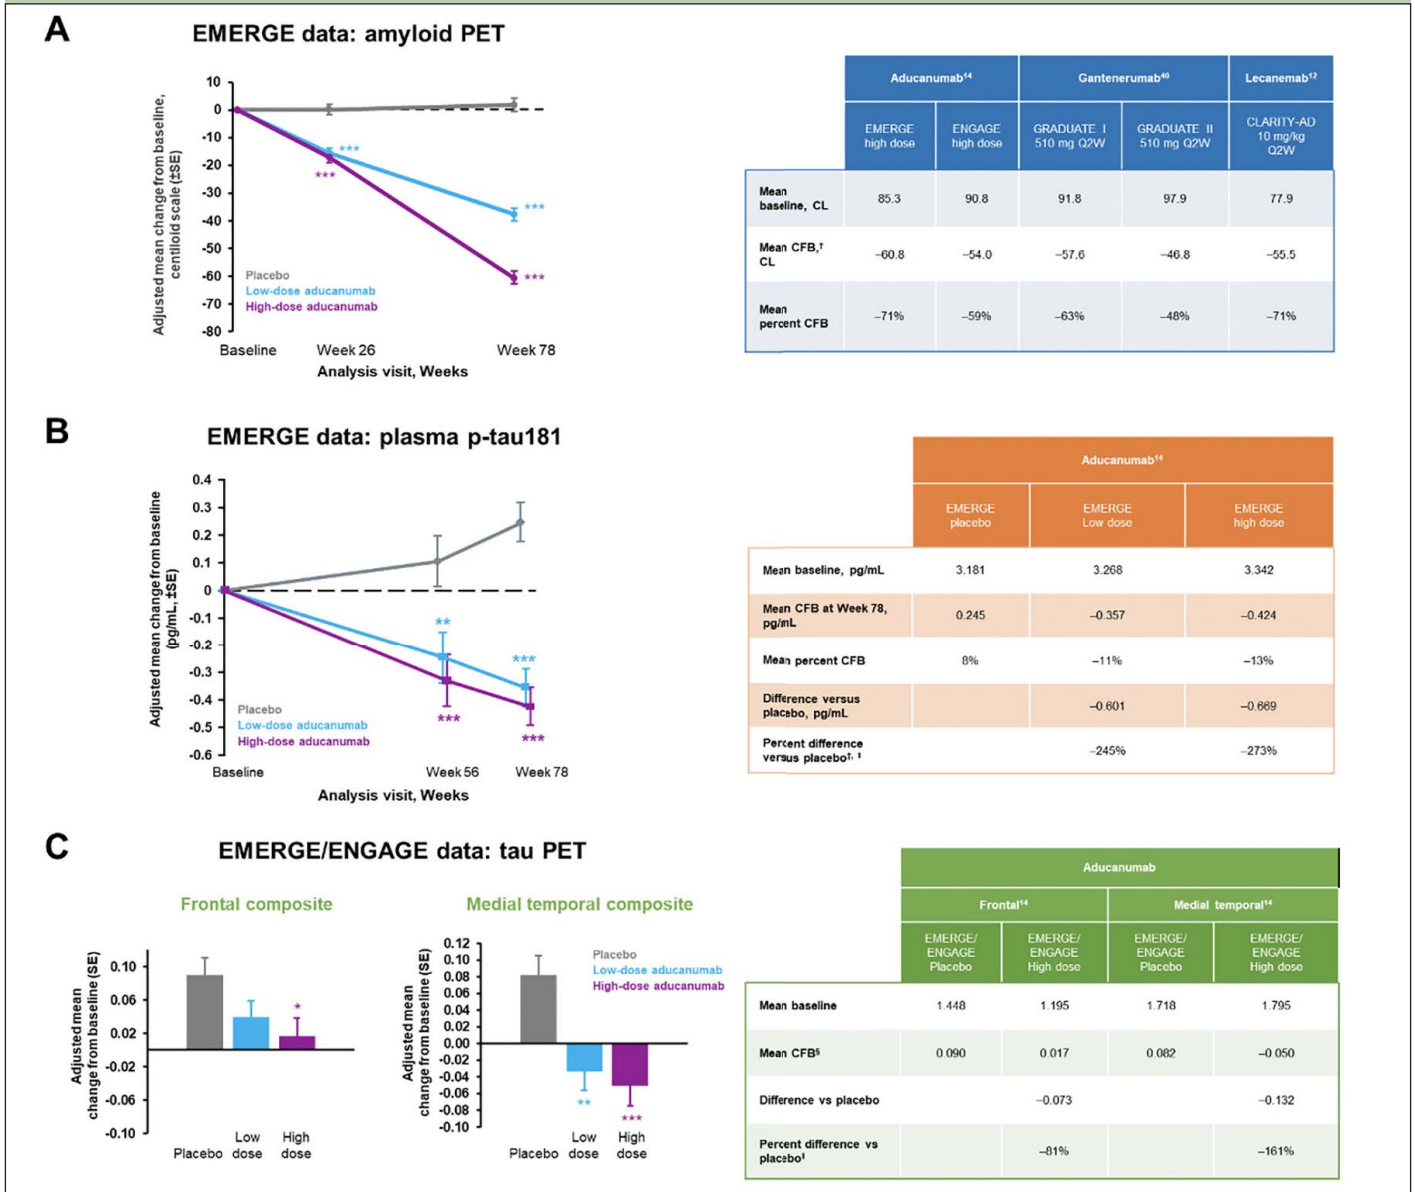 A
EMERGE data: amyloid PET
Adjusted mean change from baseline,
centiloid scale (±SE)
10
0
-10
-20
-30
-40
-50
-60
-70
-80
***
***
***
***
Placebo
Low-dose aducanumab
High-dose aducanumab
Baseline
Week 26
Week 78
Analysis visit, Weeks
Aducanumab¹⁴ Gantenerumab⁴⁰ Lecanemab¹²
EMERGE
high dose
ENGAGE
high dose
GRADUATE I
510 mg Q2W
GRADUATE II
510 mg Q2W
CLARITY-AD
10 mg/kg
Q2W
Mean
baseline, CL
85.3 90.8 91.8 97.9 77.9
Mean CFB,†
CL
–60.8 –54.0 –57.6 –46.8 –55.5
Mean
percent CFB
–71% –59% –63% –48% –71%
B
EMERGE data: plasma p-tau181
Adjusted mean change from baseline
(pg/mL, ±SE)
0.4
0.3
0.2
0.1
0
-0.1
-0.2
-0.3
-0.4
-0.5
-0.6
**
***
***
***
Placebo
Low-dose aducanumab
High-dose aducanumab
Baseline
Week 56
Week 78
Analysis visit, Weeks
Aducanumab¹⁴
EMERGE
placebo
EMERGE
Low dose
EMERGE
high dose
Mean baseline, pg/mL 3.181 3.268 3.342
Mean CFB at Week 78,
pg/mL
0.245 –0.357 –0.424
Mean percent CFB 8% –11% –13%
Difference versus
placebo, pg/mL
–0.601 –0.669
Percent difference
versus placebo†, ‡
–245% –273%
C
EMERGE/ENGAGE data: tau PET
Frontal composite
Adjusted mean
change from baseline (SE)
0.10
0.06
0.02
-0.02
-0.06
-0.10
*
Placebo
Low
dose
High
dose
Medial temporal composite
Adjusted mean
change from baseline (SE)
0.12
0.10
0.08
0.06
0.04
0.02
0.00
-0.02
-0.04
-0.06
-0.08
-0.10
Placebo
Low-dose aducanumab
High-dose aducanumab
**
***
Placebo
Low
dose
High
dose
Aducanumab
Frontal¹⁴ Medial temporal¹⁴
EMERGE/
ENGAGE
Placebo
EMERGE/
ENGAGE
High dose
EMERGE/
ENGAGE
Placebo
EMERGE/
ENGAGE
High dose
Mean baseline 1.448 1.195 1.718 1.795
Mean CFB§ 0.090 0.017 0.082 –0.050
Difference vs placebo –0.073 –0.132
Percent difference vs
placebo‡
–81% –161%